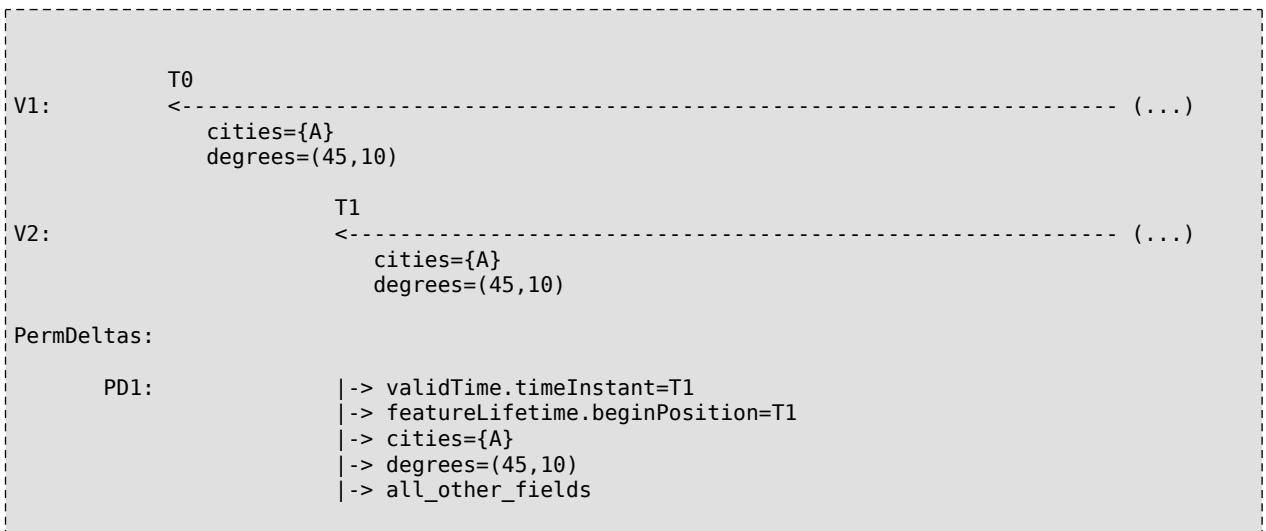 T0
V1: <------------------------------------------------------------------------- (...)
cities={A}
degrees=(45,10)
T1
V2: <------------------------------------------------------------ (...)
cities={A}
degrees=(45,10)
PermDeltas:
PD1: |-> validTime.timeInstant=T1
|-> featureLifetime.beginPosition=T1
|-> cities={A}
|-> degrees=(45,10)
|-> all_other_fields